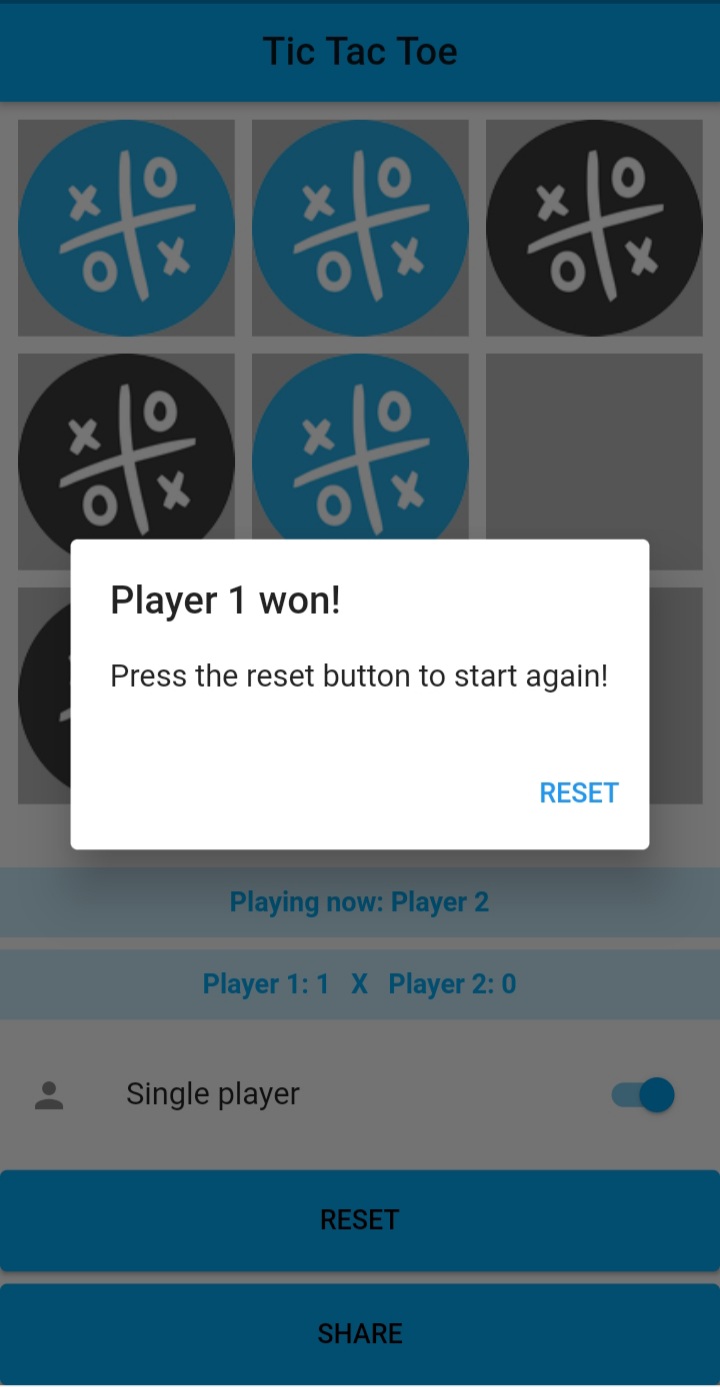 Tic Tac Toe
X O
O X
X O
O X
X O
O X
X O
O X
X O
O X
Player 1 won!
Press the reset button to start again!
RESET
Playing now: Player 2
Player 1: 1 X Player 2: 0
Single player
RESET
SHARE